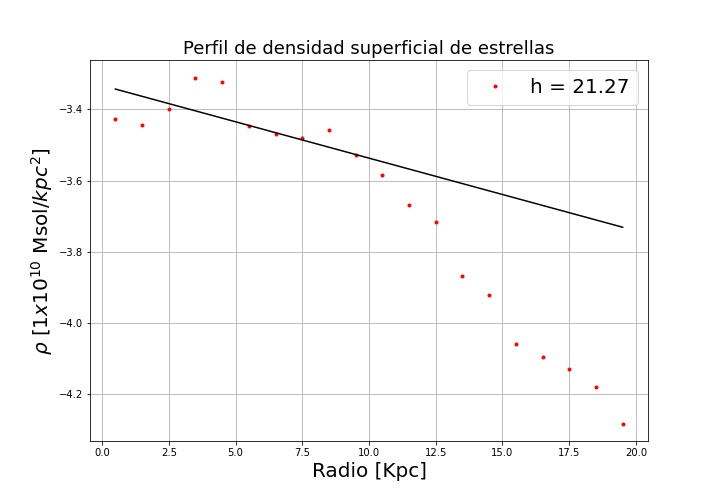 Perfil de densidad superficial de estrellas
h = 21.27
ρ [1x10^10 Msol/kpc^2]
−3.4
−3.6
−3.8
−4.0
−4.2
0.0 2.5 5.0 7.5 10.0 12.5 15.0 17.5 20.0
Radio [Kpc]